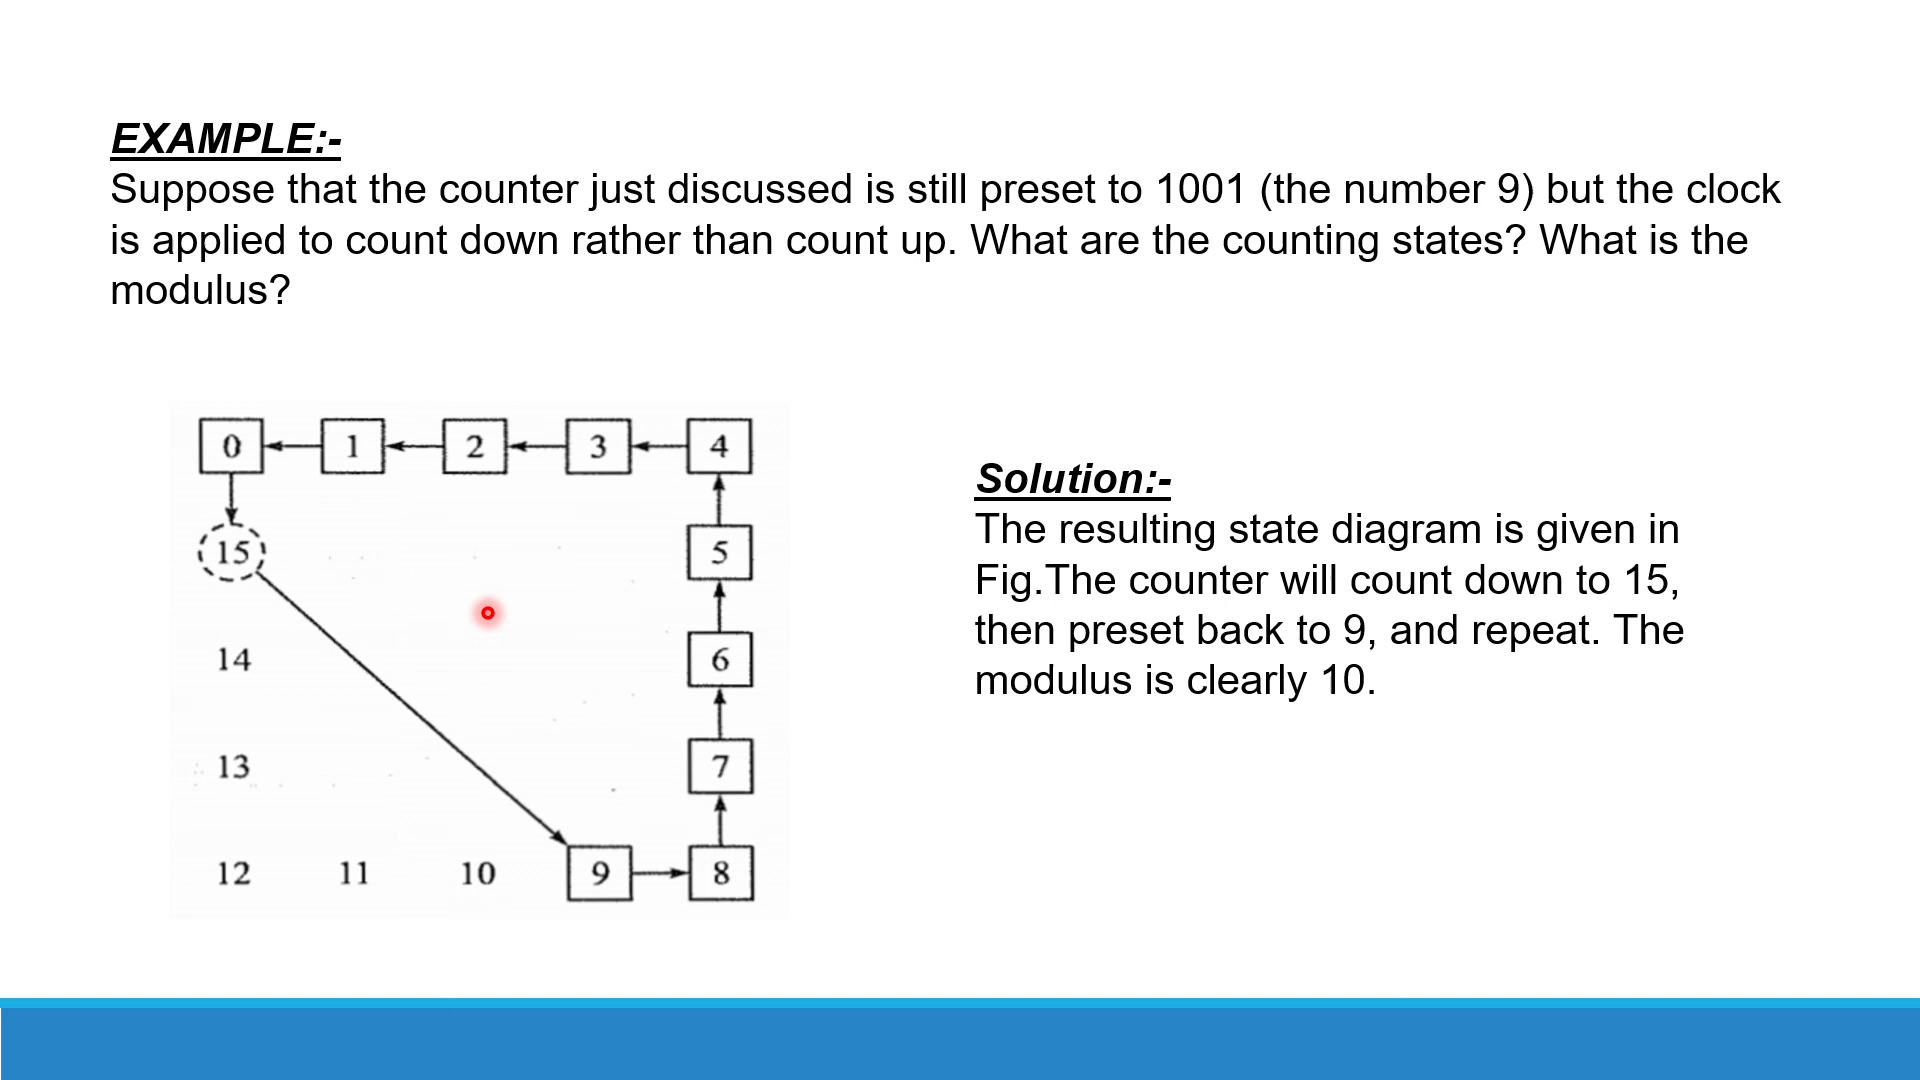 EXAMPLE:-
Suppose that the counter just discussed is still preset to 1001 (the number 9) but the clock
is applied to count down rather than count up. What are the counting states? What is the
modulus?
0 1 2 3 4
15 5
14 6
13 7
12 11 10 9 8
Solution:-
The resulting state diagram is given in
Fig.The counter will count down to 15,
then preset back to 9, and repeat. The
modulus is clearly 10.